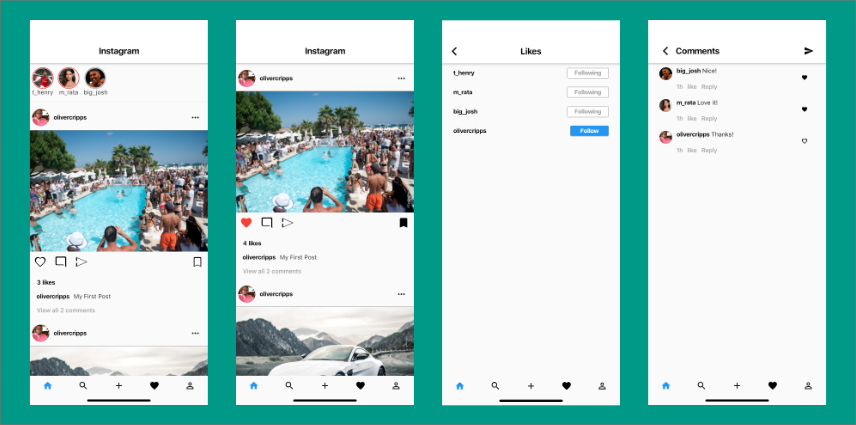 Instagram
t_henry m_rata big_josh
olivercripps
3 likes
olivercripps My First Post
View all 2 comments
olivercripps
Instagram
olivercripps
4 likes
olivercripps My First Post
View all 2 comments
olivercripps
Likes
t_henry Following
m_rata Following
big_josh Following
olivercripps Follow
Comments
big_josh Nice!
1h like Reply
m_rata Love it!
1h like Reply
olivercripps Thanks!
1h like Reply